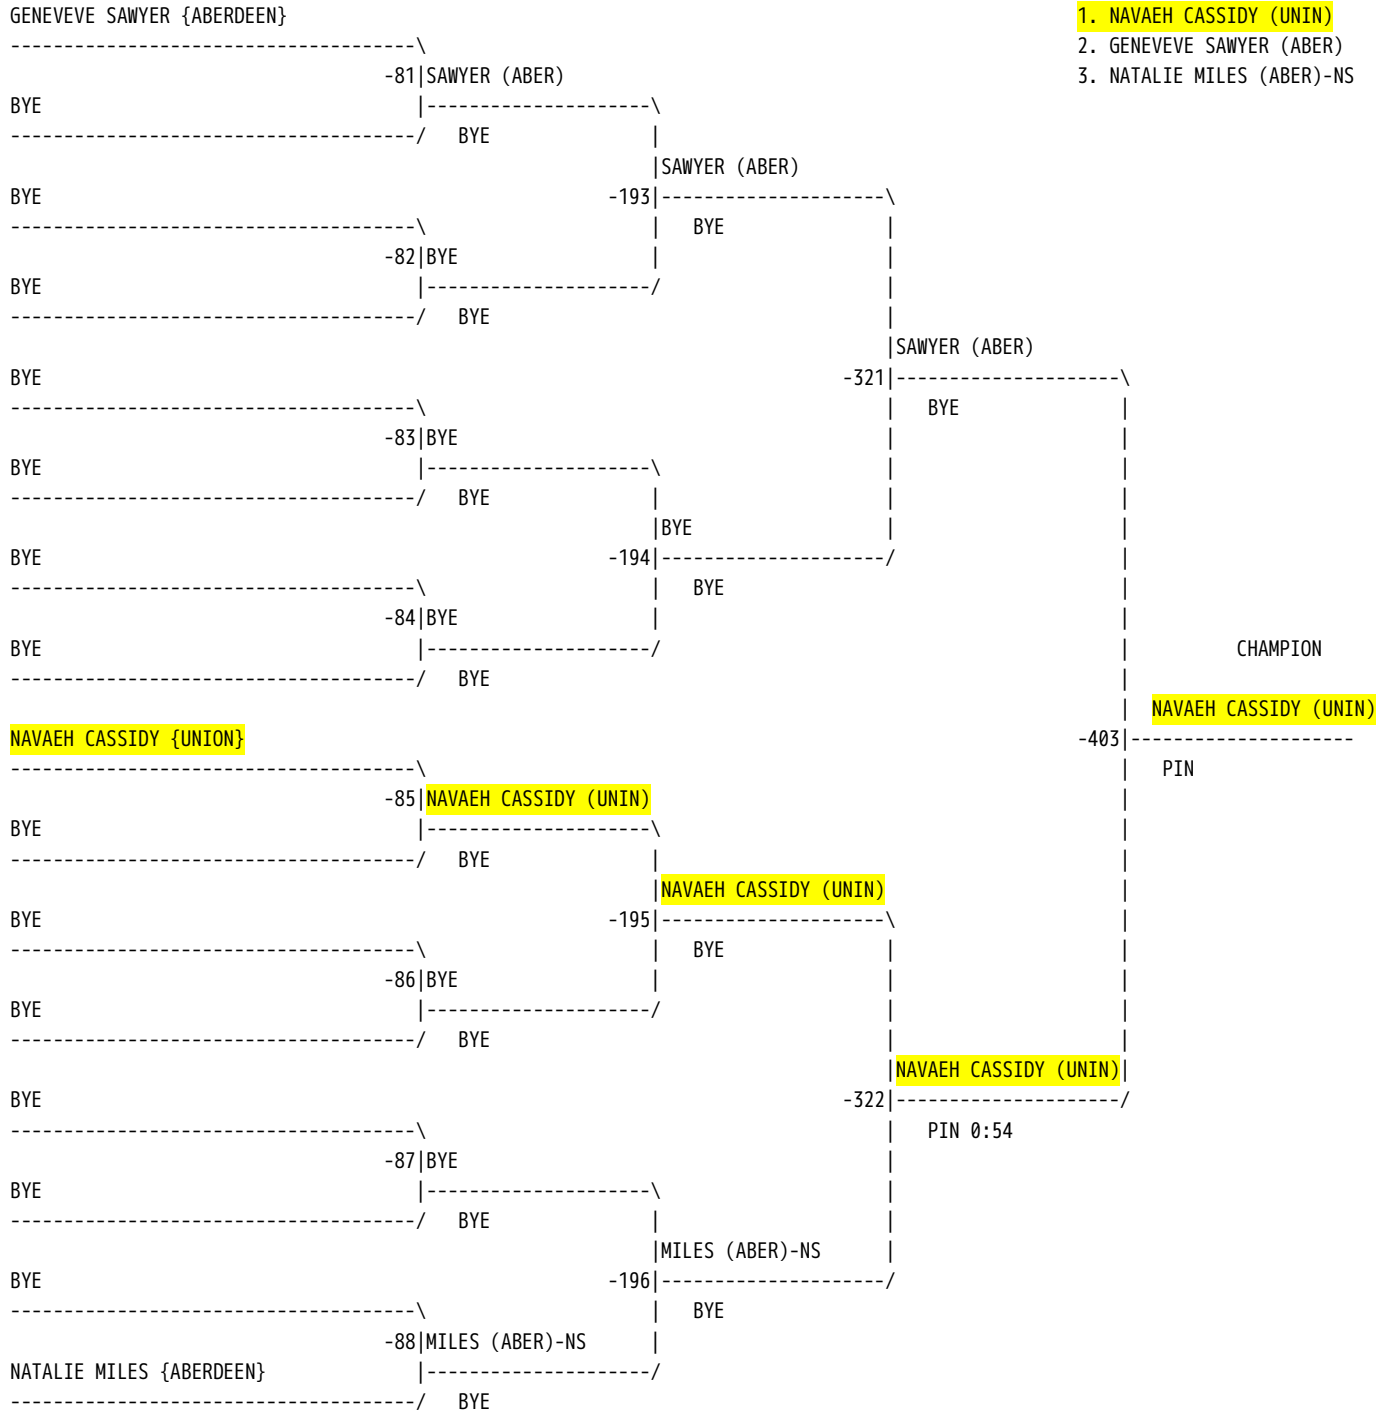 GENEVEVE SAWYER {ABERDEEN} 1. NAVAEH CASSIDY (UNIN)
--------------------------------------\ 2. GENEVEVE SAWYER (ABER)
-81|SAWYER (ABER) 3. NATALIE MILES (ABER)-NS
BYE |---------------------\
--------------------------------------/ BYE |
|SAWYER (ABER)
BYE -193|---------------------\
--------------------------------------\ | BYE |
-82|BYE | |
BYE |---------------------/ |
--------------------------------------/ BYE |
|SAWYER (ABER)
BYE -321|---------------------\
--------------------------------------\ | BYE |
-83|BYE | |
BYE |---------------------\ | |
--------------------------------------/ BYE | | |
|BYE | |
BYE -194|---------------------/ |
--------------------------------------\ | BYE |
-84|BYE | |
BYE |---------------------/ | CHAMPION
--------------------------------------/ BYE |
| NAVAEH CASSIDY (UNIN)
NAVAEH CASSIDY {UNION} -403|---------------------
--------------------------------------\ | PIN
-85|NAVAEH CASSIDY (UNIN) |
BYE |---------------------\ |
--------------------------------------/ BYE | |
|NAVAEH CASSIDY (UNIN) |
BYE -195|---------------------\ |
--------------------------------------\ | BYE | |
-86|BYE | | |
BYE |---------------------/ | |
--------------------------------------/ BYE | |
|NAVAEH CASSIDY (UNIN)|
BYE -322|---------------------/
--------------------------------------\ | PIN 0:54
-87|BYE |
BYE |---------------------\ |
--------------------------------------/ BYE | |
|MILES (ABER)-NS |
BYE -196|---------------------/
--------------------------------------\ | BYE
-88|MILES (ABER)-NS |
NATALIE MILES {ABERDEEN} |---------------------/
--------------------------------------/ BYE